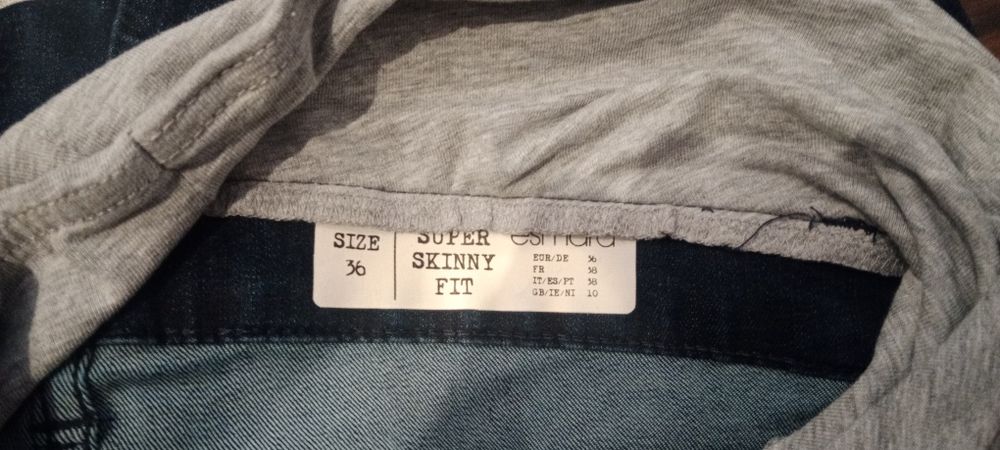 SIZE
36
SUPER
SKINNY
FIT
esmara
EUR/DE 36
FR 38
IT/ES/PT 38
GB/IE/NI 10